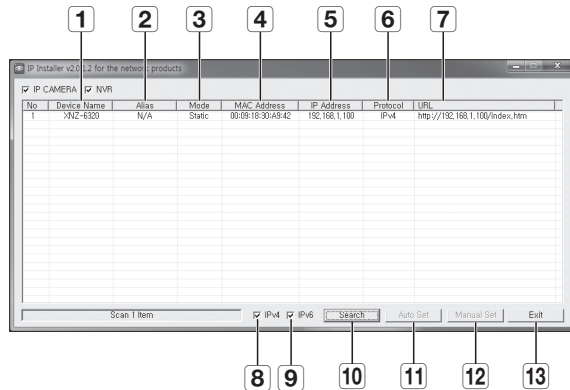 1 2 3 4 5 6 7
IP Installer v2.0.1.2 for the network products
IP CAMERA NVR
No Device Name Alias Mode MAC Address IP Address Protocol URL
1 XNZ-6320 N/A Static 00:09:18:30:A9:42 192,168,1,100 IPv4 http://192,168,1,100/index,htm
Scan 1 Item IPv4 IPv6 Search Auto Set Manual Set Exit
8 9 10 11 12 13